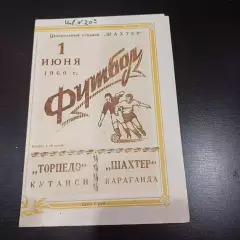 Центральный стадион "ШАХТЕР"
1
ИЮНЯ
1960 г.
Футбол
"ТОРПЕДО"
КУТАИСИ
"ШАХТЕР"
КАРАГАНДА